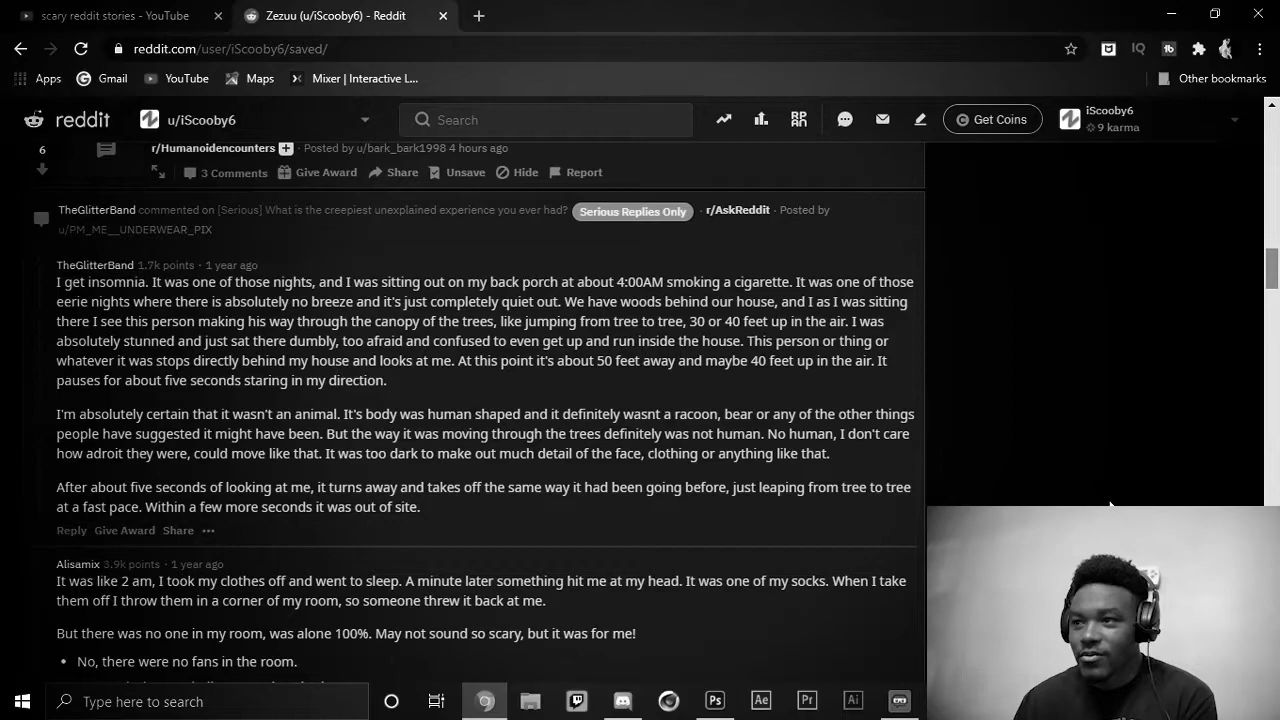 scary reddit stories - YouTube
Zezuu (u/iScooby6) - Reddit
reddit.com/user/iScooby6/saved/
Apps Gmail YouTube Maps Mixer | Interactive L... Other bookmarks
reddit u/iScooby6 Search Get Coins iScooby6
9 karma
6 r/Humanoidencounters Posted by u/bark_bark1998 4 hours ago
3 Comments Give Award Share Unsave Hide Report
TheGlitterBand commented on [Serious] What is the creepiest unexplained experience you ever had? Serious Replies Only · r/AskReddit · Posted by
u/PM_ME__UNDERWEAR_PIX
TheGlitterBand 1.7k points · 1 year ago
I get insomnia. It was one of those nights, and I was sitting out on my back porch at about 4:00AM smoking a cigarette. It was one of those
eerie nights where there is absolutely no breeze and it's just completely quiet out. We have woods behind our house, and I as I was sitting
there I see this person making his way through the canopy of the trees, like jumping from tree to tree, 30 or 40 feet up in the air. I was
absolutely stunned and just sat there dumbly, too afraid and confused to even get up and run inside the house. This person or thing or
whatever it was stops directly behind my house and looks at me. At this point it's about 50 feet away and maybe 40 feet up in the air. It
pauses for about five seconds staring in my direction.
I'm absolutely certain that it wasn't an animal. It's body was human shaped and it definitely wasnt a racoon, bear or any of the other things
people have suggested it might have been. But the way it was moving through the trees definitely was not human. No human, I don't care
how adroit they were, could move like that. It was too dark to make out much detail of the face, clothing or anything like that.
After about five seconds of looking at me, it turns away and takes off the same way it had been going before, just leaping from tree to tree
at a fast pace. Within a few more seconds it was out of site.
Reply Give Award Share
Alisamix 3.9k points · 1 year ago
It was like 2 am, I took my clothes off and went to sleep. A minute later something hit me at my head. It was one of my socks. When I take
them off I throw them in a corner of my room, so someone threw it back at me.
But there was no one in my room, was alone 100%. May not sound so scary, but it was for me!
• No, there were no fans in the room.
Type here to search Ps Ae Pr Ai